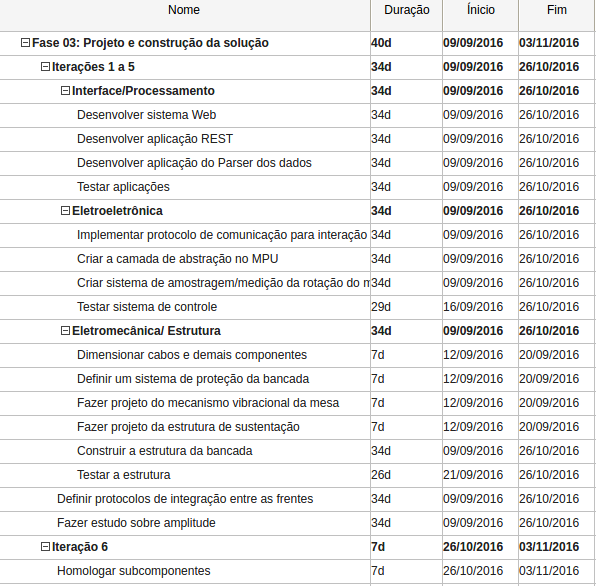 Nome Duração Ínicio Fim
Fase 03: Projeto e construção da solução 40d 09/09/2016 03/11/2016
Iterações 1 a 5 34d 09/09/2016 26/10/2016
Interface/Processamento 34d 09/09/2016 26/10/2016
Desenvolver sistema Web 34d 09/09/2016 26/10/2016
Desenvolver aplicação REST 34d 09/09/2016 26/10/2016
Desenvolver aplicação do Parser dos dados 34d 09/09/2016 26/10/2016
Testar aplicações 34d 09/09/2016 26/10/2016
Eletroeletrônica 34d 09/09/2016 26/10/2016
Implementar protocolo de comunicação para interação 34d 09/09/2016 26/10/2016
Criar a camada de abstração no MPU 34d 09/09/2016 26/10/2016
Criar sistema de amostragem/medição da rotação do m 34d 09/09/2016 26/10/2016
Testar sistema de controle 29d 16/09/2016 26/10/2016
Eletromecânica/ Estrutura 34d 09/09/2016 26/10/2016
Dimensionar cabos e demais componentes 7d 12/09/2016 20/09/2016
Definir um sistema de proteção da bancada 7d 12/09/2016 20/09/2016
Fazer projeto do mecanismo vibracional da mesa 7d 12/09/2016 20/09/2016
Fazer projeto da estrutura de sustentação 7d 12/09/2016 20/09/2016
Construir a estrutura da bancada 34d 09/09/2016 26/10/2016
Testar a estrutura 26d 21/09/2016 26/10/2016
Definir protocolos de integração entre as frentes 34d 09/09/2016 26/10/2016
Fazer estudo sobre amplitude 34d 09/09/2016 26/10/2016
Iteração 6 7d 26/10/2016 03/11/2016
Homologar subcomponentes 7d 26/10/2016 03/11/2016